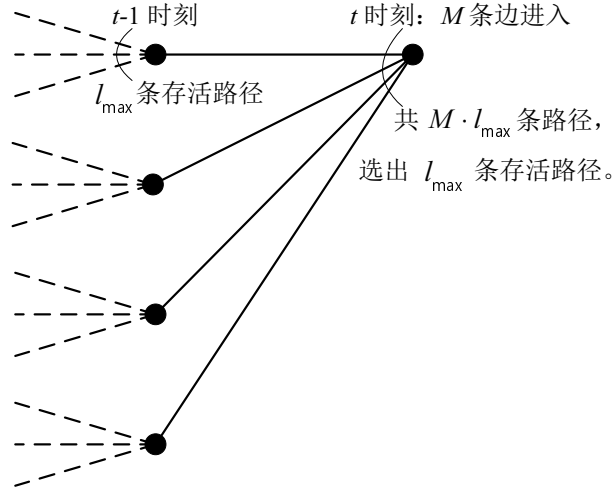 t-1 时刻
t 时刻：M 条边进入
l_max 条存活路径
共 M · l_max 条路径，
选出 l_max 条存活路径。